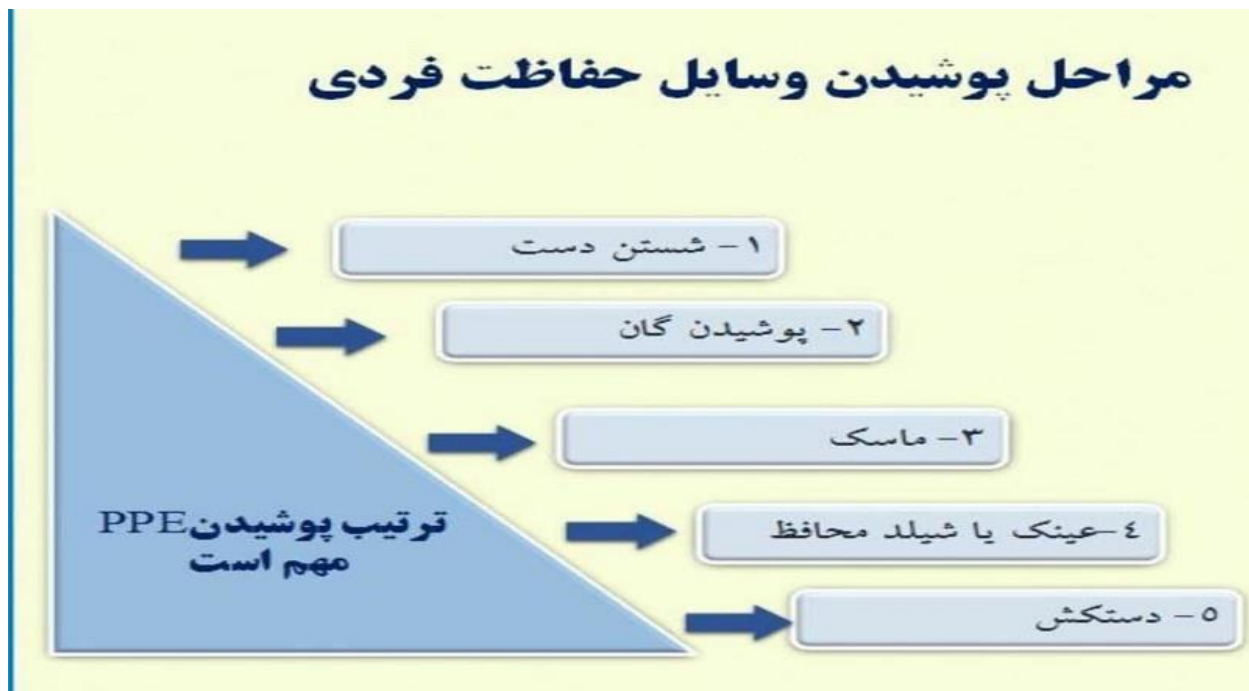 مراحل پوشیدن وسایل حفاظت فردی
۱- شستن دست
۲- پوشیدن گان
۳- ماسک
٤-عینک یا شیلد محافظ
۵- دستکش
ترتیب پوشیدنPPE
مهم است